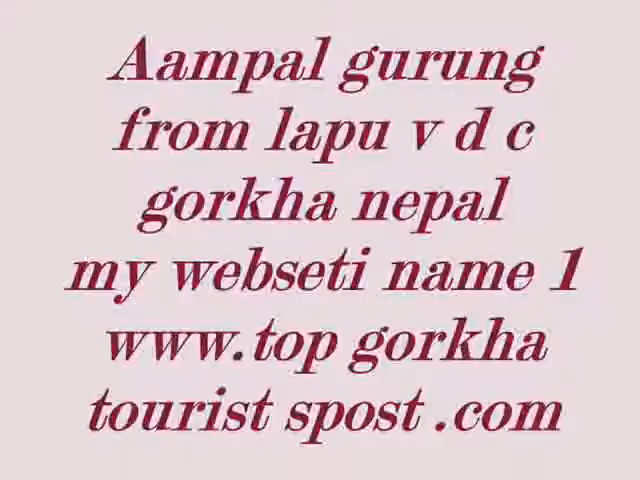 Aampal gurung
from lapu v d c
gorkha nepal
my webseti name 1
www.top gorkha
tourist spost .com